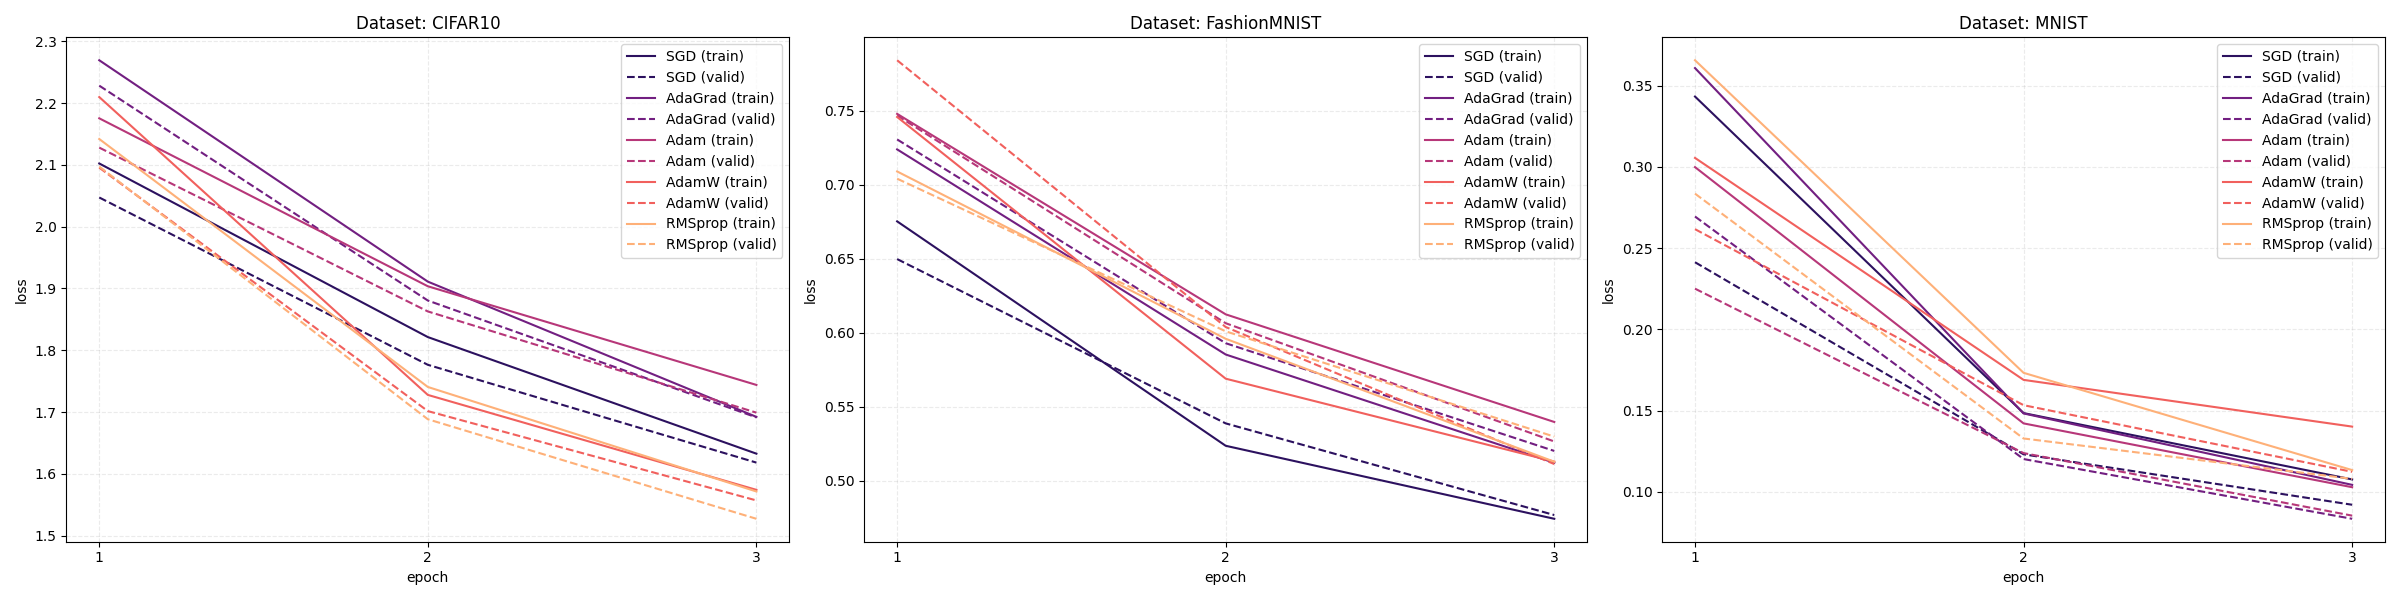 Dataset: CIFAR10
2.3
2.2
2.1
2.0
1.9
1.8
1.7
1.6
1.5
loss
1
2
3
epoch
SGD (train)
SGD (valid)
AdaGrad (train)
AdaGrad (valid)
Adam (train)
Adam (valid)
AdamW (train)
AdamW (valid)
RMSprop (train)
RMSprop (valid)
Dataset: FashionMNIST
0.75
0.70
0.65
0.60
0.55
0.50
loss
1
2
3
epoch
SGD (train)
SGD (valid)
AdaGrad (train)
AdaGrad (valid)
Adam (train)
Adam (valid)
AdamW (train)
AdamW (valid)
RMSprop (train)
RMSprop (valid)
Dataset: MNIST
0.35
0.30
0.25
0.20
0.15
0.10
loss
1
2
3
epoch
SGD (train)
SGD (valid)
AdaGrad (train)
AdaGrad (valid)
Adam (train)
Adam (valid)
AdamW (train)
AdamW (valid)
RMSprop (train)
RMSprop (valid)